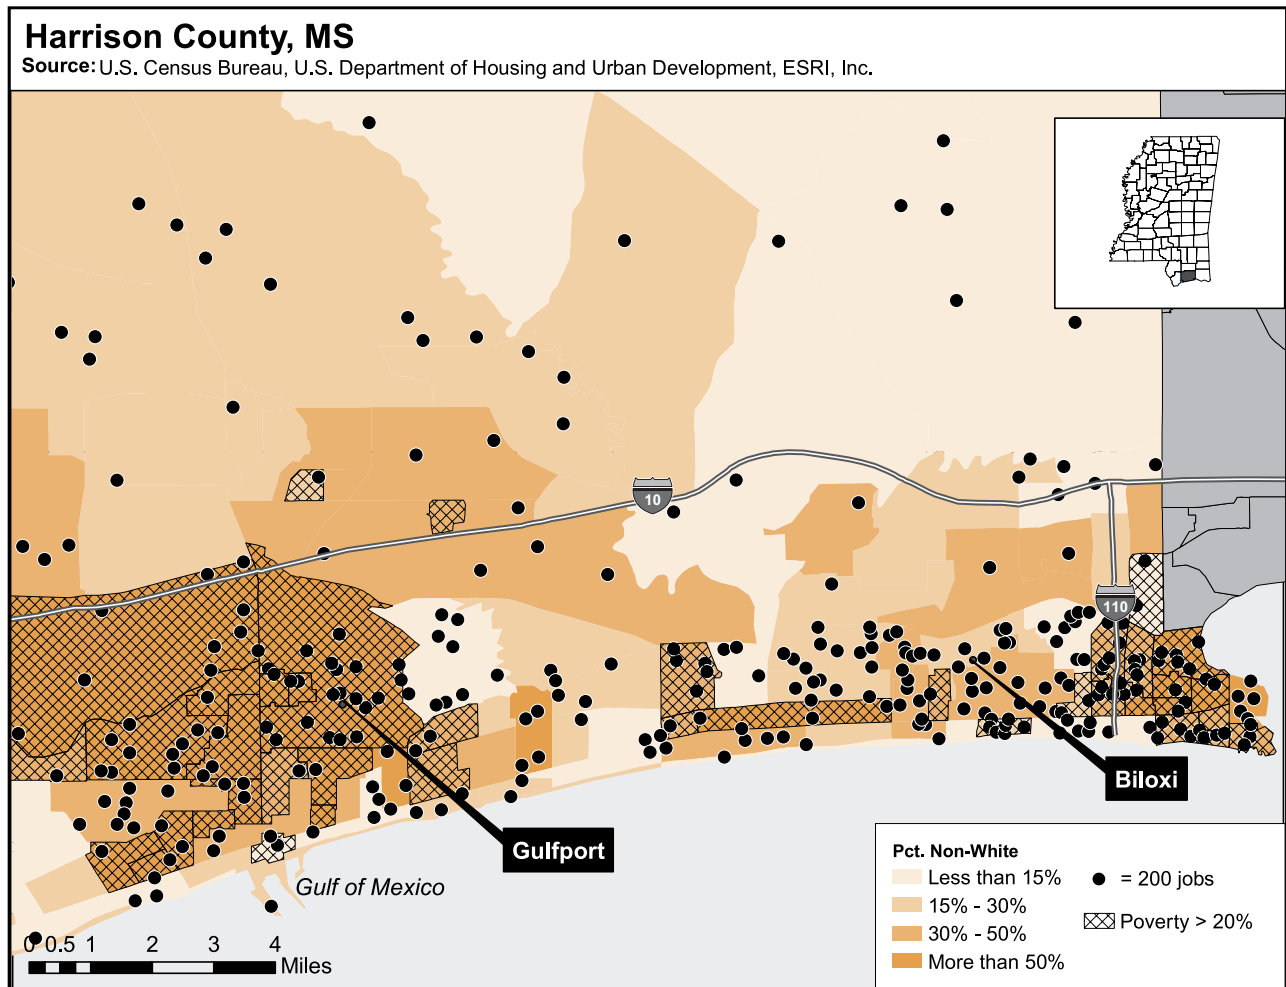 Harrison County, MS
Source: U.S. Census Bureau, U.S. Department of Housing and Urban Development, ESRI, Inc.
10
110
Biloxi
Gulfport
Gulf of Mexico
0 0.5 1 2 3 4
Miles
Pct. Non-White
Less than 15%
15% - 30%
30% - 50%
More than 50%
= 200 jobs
Poverty > 20%